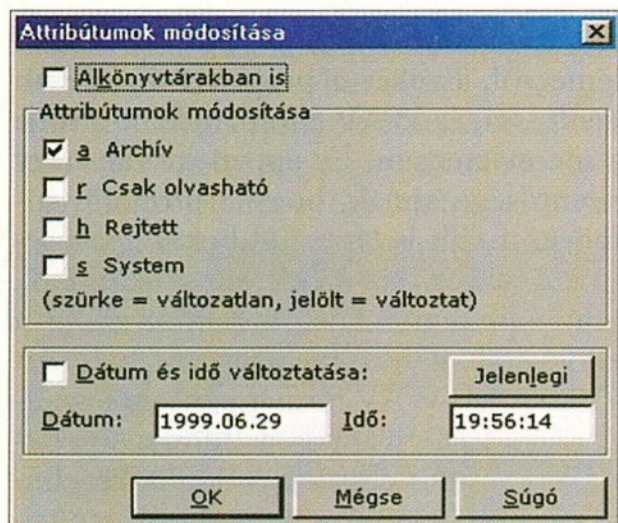 Attribútumok módosítása
Alkönyvtárakban is
Attribútumok módosítása
a Archív
r Csak olvasható
h Rejtett
s System
(szürke = változatlan, jelölt = változtat)
Dátum és idő változtatása:
Jelenlegi
Dátum: 1999.06.29 Idő: 19:56:14
OK Mégse Súgó